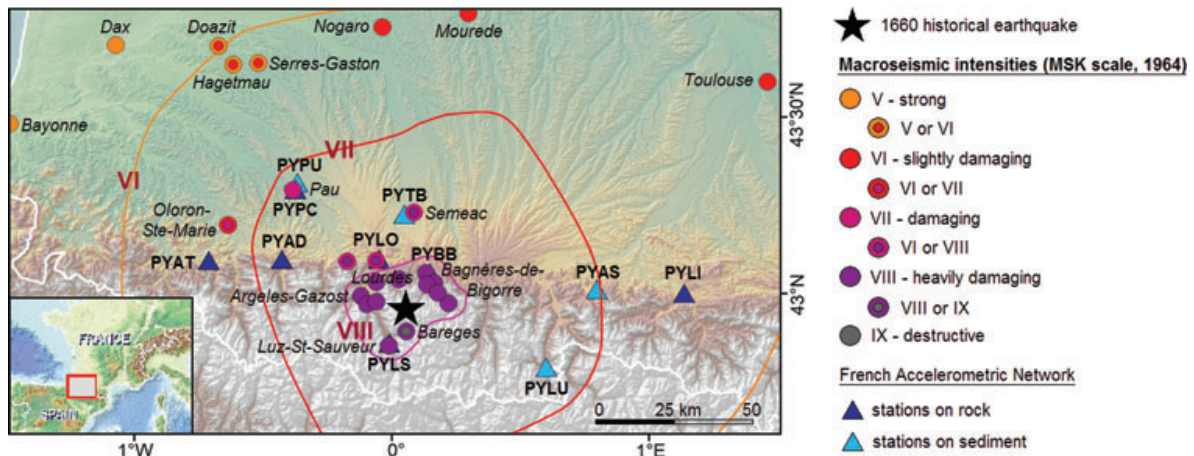 Dax
Doazit
Nogaro
Mourede
Hagetmau
Serres-Gaston
Toulouse
Bayonne
43°30'N
VI
VII
PYPU
Pau
PYPC
PYTB
Semeac
Oloron-
Ste-Marie
PYAT
PYAD
PYLO
PYBB
PYAS
PYLI
Lourdes
Bagnères-de-
Bigorre
Argeles-Gazost
43°N
VIII
Bareges
Luz-St-Sauveur
PYLS
PYLU
FRANCE
SPAIN
0 25 km 50
1°W
0°
1°E
1660 historical earthquake
Macroseismic intensities (MSK scale, 1964)
V - strong
V or VI
VI - slightly damaging
VI or VII
VII - damaging
VI or VIII
VIII - heavily damaging
VIII or IX
IX - destructive
French Accelerometric Network
stations on rock
stations on sediment